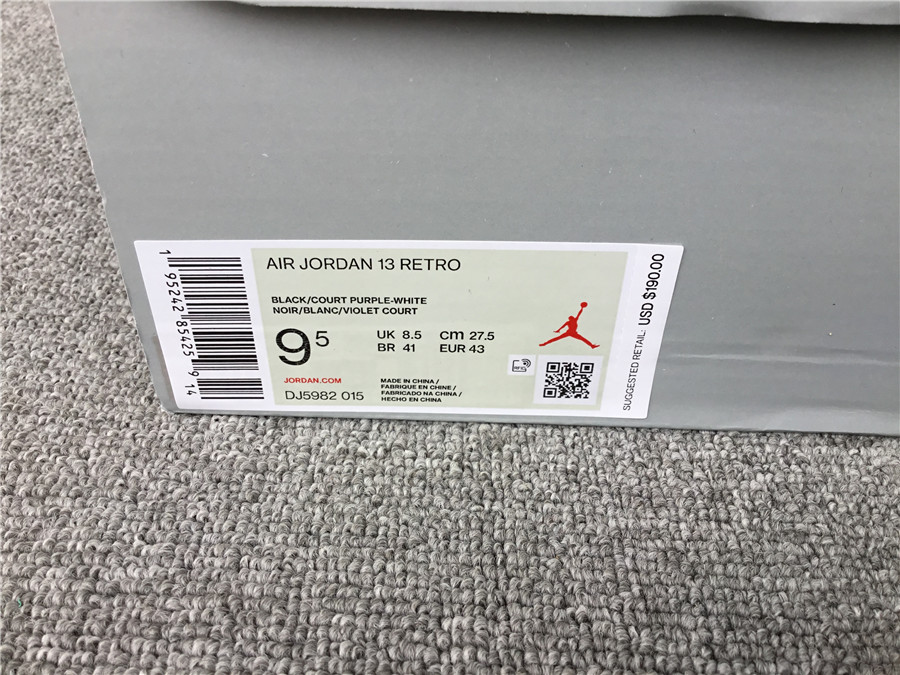 AIR JORDAN 13 RETRO
BLACK/COURT PURPLE-WHITE
NOIR/BLANC/VIOLET COURT
9 5
UK 8.5 cm 27.5
BR 41 EUR 43
JORDAN.COM
DJ5982 015
MADE IN CHINA /
FABRIQUE EN CHINE /
FABRICADO NA CHINA /
HECHO EN CHINA
1 95242 85425 9 14
SUGGESTED RETAIL: USD $190.00